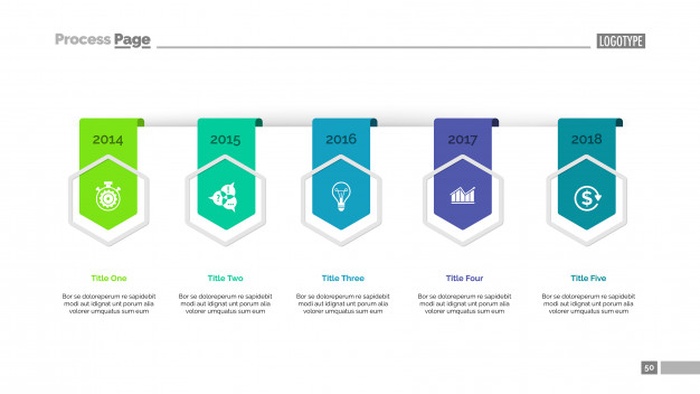 Process Page
LOGOTYPE
2014
2015
2016
2017
2018
Title One
Bor se doloreperum re sapidebit
modi aut idignat unt porum alia
volorer umquatus sum eum
Title Two
Bor se doloreperum re sapidebit
modi aut idignat unt porum alia
volorer umquatus sum eum
Title Three
Bor se doloreperum re sapidebit
modi aut idignat unt porum alia
volorer umquatus sum eum
Title Four
Bor se doloreperum re sapidebit
modi aut idignat unt porum alia
volorer umquatus sum eum
Title Five
Bor se doloreperum re sapidebit
modi aut idignat unt porum alia
volorer umquatus sum eum
50